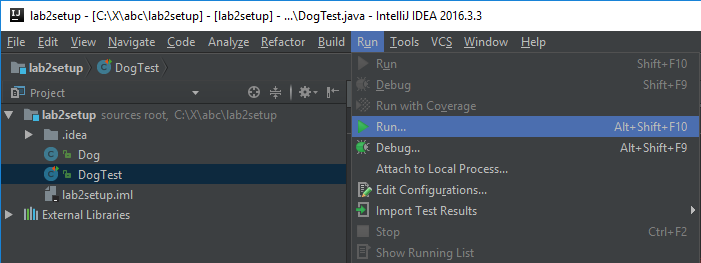 lab2setup - [C:\X\abc\lab2setup] - [lab2setup] - ...\DogTest.java - IntelliJ IDEA 2016.3.3
File Edit View Navigate Code Analyze Refactor Build Run Tools VCS Window Help
lab2setup DogTest
Project
lab2setup sources root, C:\X\abc\lab2setup
.idea
Dog
DogTest
lab2setup.iml
External Libraries
Run Shift+F10
Debug Shift+F9
Run with Coverage
Run... Alt+Shift+F10
Debug... Alt+Shift+F9
Attach to Local Process...
Edit Configurations...
Import Test Results
Stop Ctrl+F2
Show Running List